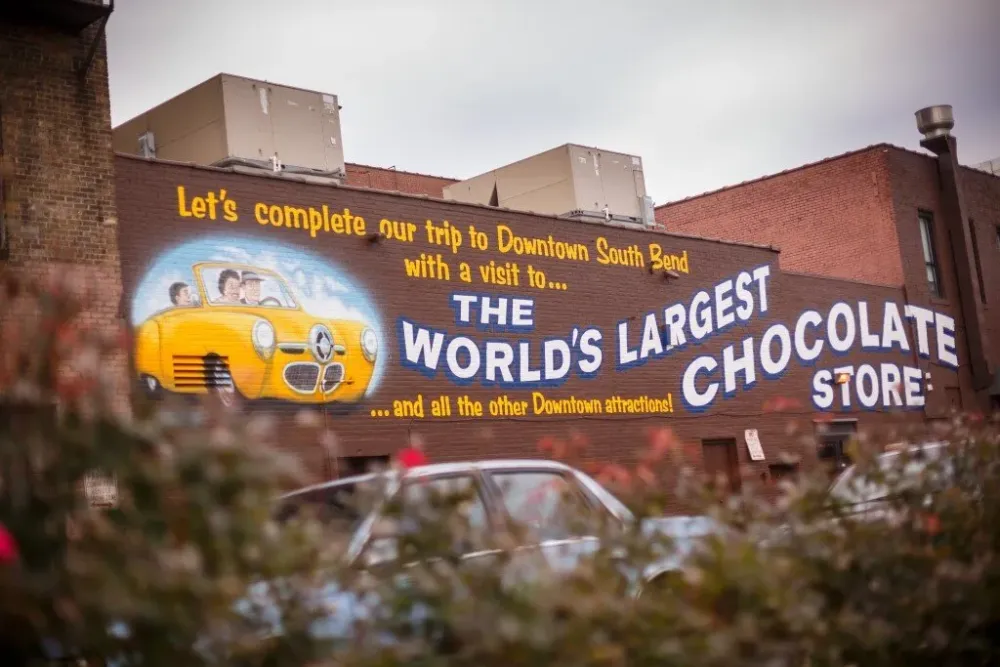 Let's complete our trip to Downtown South Bend
with a visit to...
THE
WORLD'S LARGEST
CHOCOLATE
STORE:
...and all the other Downtown attractions!